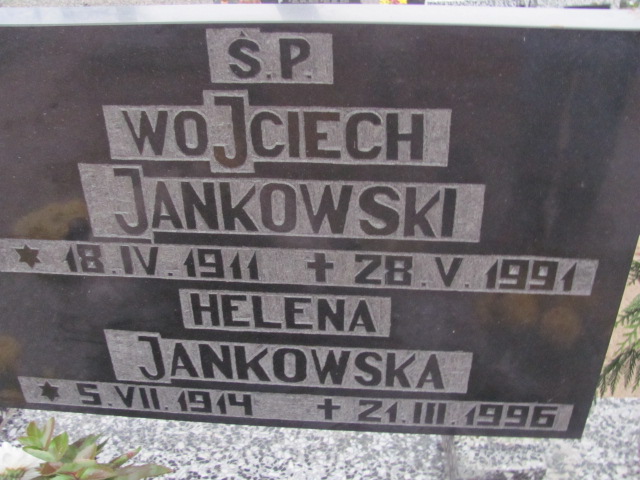 Ś.P.
WOJCIECH
JANKOWSKI
* 18.IV.1911 + 28.V.1991
HELENA
JANKOWSKA
* 5.VII.1914 + 21.III.1996